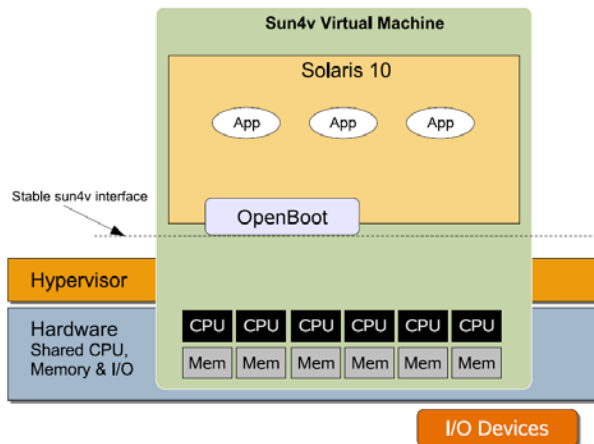 Sun4v Virtual Machine
Solaris 10
App App App
Stable sun4v interface
OpenBoot
Hypervisor
Hardware
Shared CPU,
Memory & I/O
CPU CPU CPU CPU CPU CPU
Mem Mem Mem Mem Mem Mem
I/O Devices